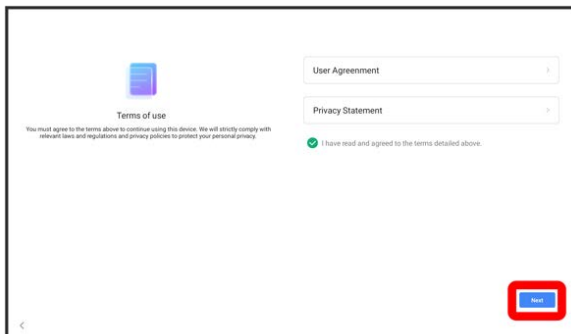 Terms of use
You must agree to the terms above to continue using this device. We will strictly comply with
relevant laws and regulations and privacy policies to protect your personal privacy.
User Agreenment
Privacy Statement
I have read and agreed to the terms detailed above.
Next